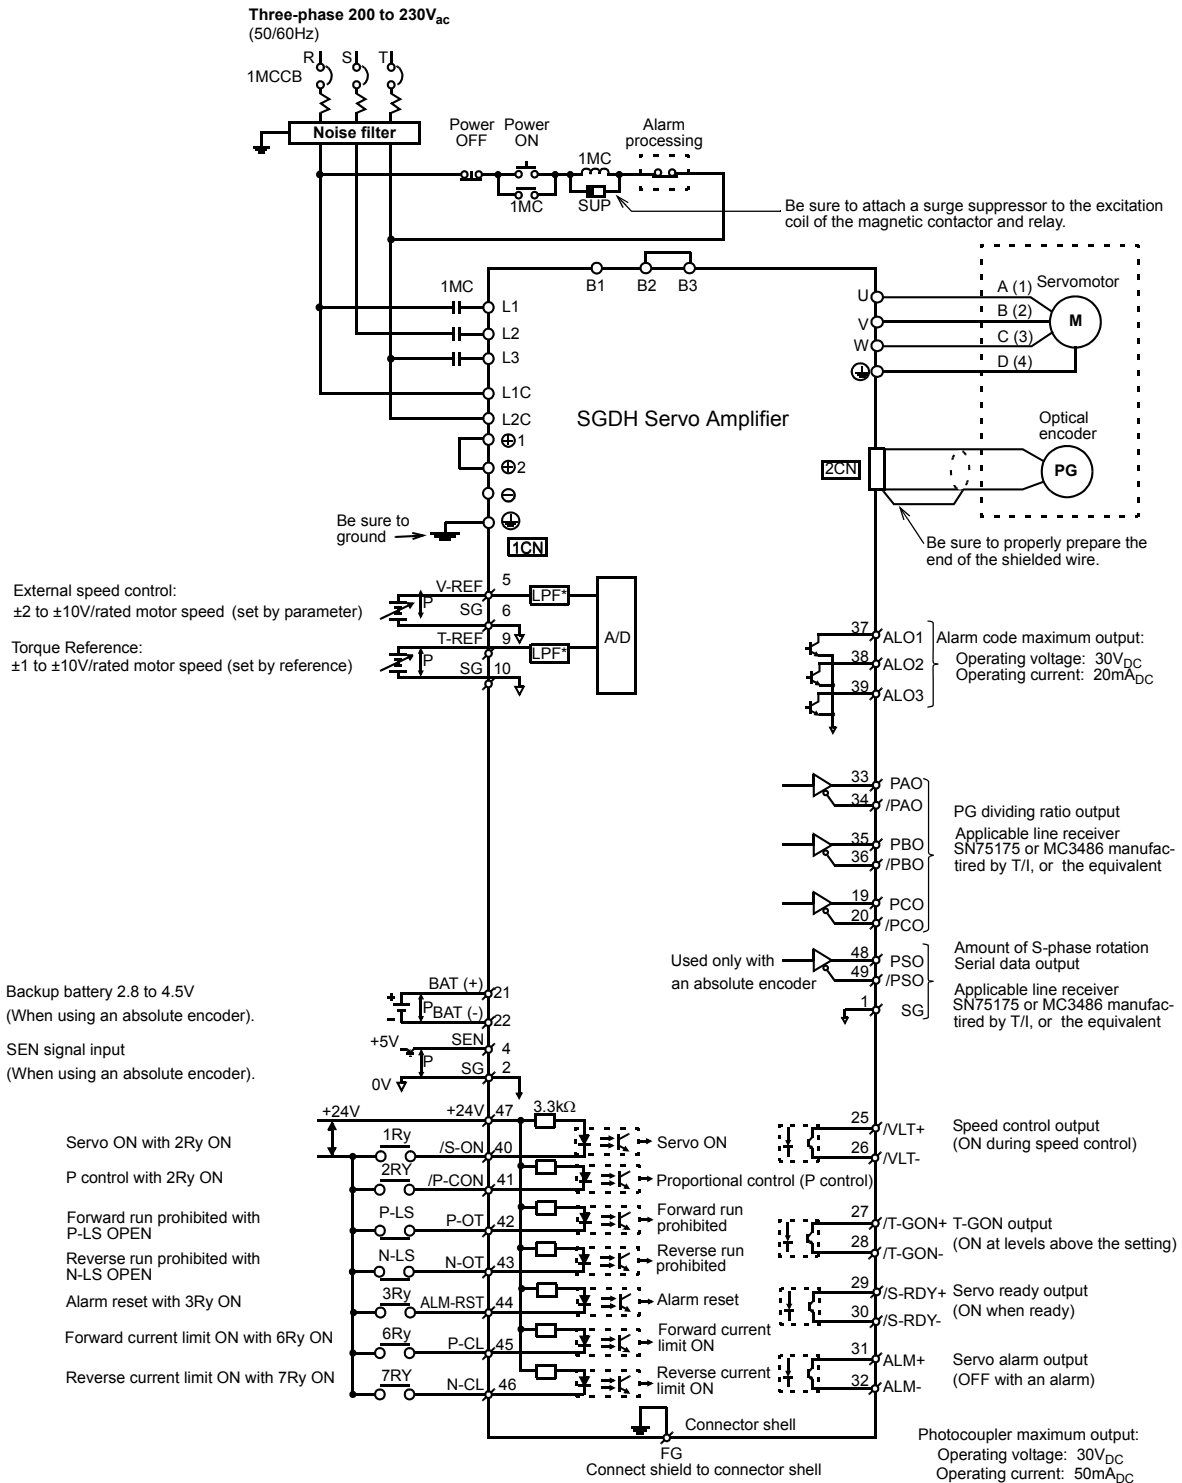 Three-phase 200 to 230Vac
(50/60Hz)
R S T
1MCCB
Noise filter
Power OFF
Power ON
1MC
1MC
SUP
Alarm processing
Be sure to attach a surge suppressor to the excitation
coil of the magnetic contactor and relay.
B1 B2 B3
1MC
L1
L2
L3
L1C
L2C
⊕1
⊕2
⊖
SGDH Servo Amplifier
U
V
W
A (1)
B (2)
C (3)
D (4)
Servomotor
M
Optical
encoder
PG
2CN
Be sure to properly prepare the
end of the shielded wire.
Be sure to
ground
1CN
External speed control:
±2 to ±10V/rated motor speed (set by parameter)
Torque Reference:
±1 to ±10V/rated motor speed (set by reference)
V-REF 5
P
SG 6
T-REF 9
P
SG 10
LPF*
LPF*
A/D
37 ALO1
38 ALO2
39 ALO3
Alarm code maximum output:
Operating voltage: 30VDC
Operating current: 20mADC
33 PAO
34 /PAO
35 PBO
36 /PBO
19 PCO
20 /PCO
PG dividing ratio output
Applicable line receiver
SN75175 or MC3486 manufac-
tired by T/I, or the equivalent
Used only with
an absolute encoder
48 PSO
49 /PSO
1 SG
Amount of S-phase rotation
Serial data output
Applicable line receiver
SN75175 or MC3486 manufac-
tired by T/I, or the equivalent
Backup battery 2.8 to 4.5V
(When using an absolute encoder).
+
-
BAT (+) 21
P
BAT (-) 22
SEN signal input
(When using an absolute encoder).
+5V
SEN 4
P
0V
SG 2
+24V
+24V 47
3.3kΩ
Servo ON with 2Ry ON
1Ry
/S-ON 40
Servo ON
P control with 2Ry ON
2RY
/P-CON 41
Proportional control (P control)
Forward run prohibited with
P-LS OPEN
P-LS
P-OT 42
Forward run
prohibited
Reverse run prohibited with
N-LS OPEN
N-LS
N-OT 43
Reverse run
prohibited
Alarm reset with 3Ry ON
3Ry
ALM-RST 44
Alarm reset
Forward current limit ON with 6Ry ON
6Ry
P-CL 45
Forward current
limit ON
Reverse current limit ON with 7Ry ON
7RY
N-CL 46
Reverse current
limit ON
25 /VLT+
26 /VLT-
Speed control output
(ON during speed control)
27 /T-GON+
28 /T-GON-
T-GON output
(ON at levels above the setting)
29 /S-RDY+
30 /S-RDY-
Servo ready output
(ON when ready)
31 ALM+
32 ALM-
Servo alarm output
(OFF with an alarm)
Connector shell
FG
Connect shield to connector shell
Photocoupler maximum output:
Operating voltage: 30VDC
Operating current: 50mADC